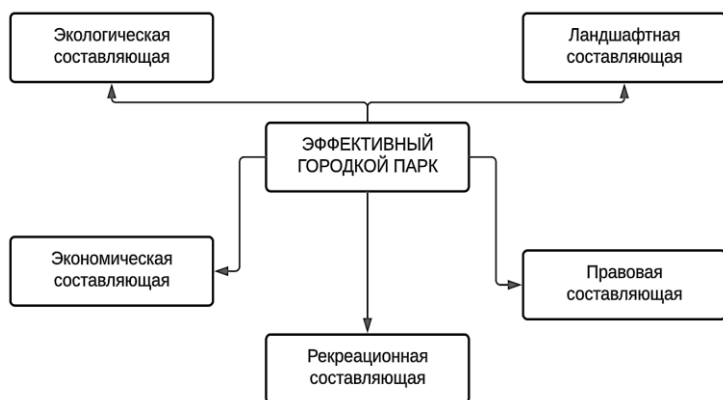 Экологическая
составляющая
Ландшафтная
составляющая
ЭФФЕКТИВНЫЙ
ГОРОДКОЙ ПАРК
Экономическая
составляющая
Правовая
составляющая
Рекреационная
составляющая